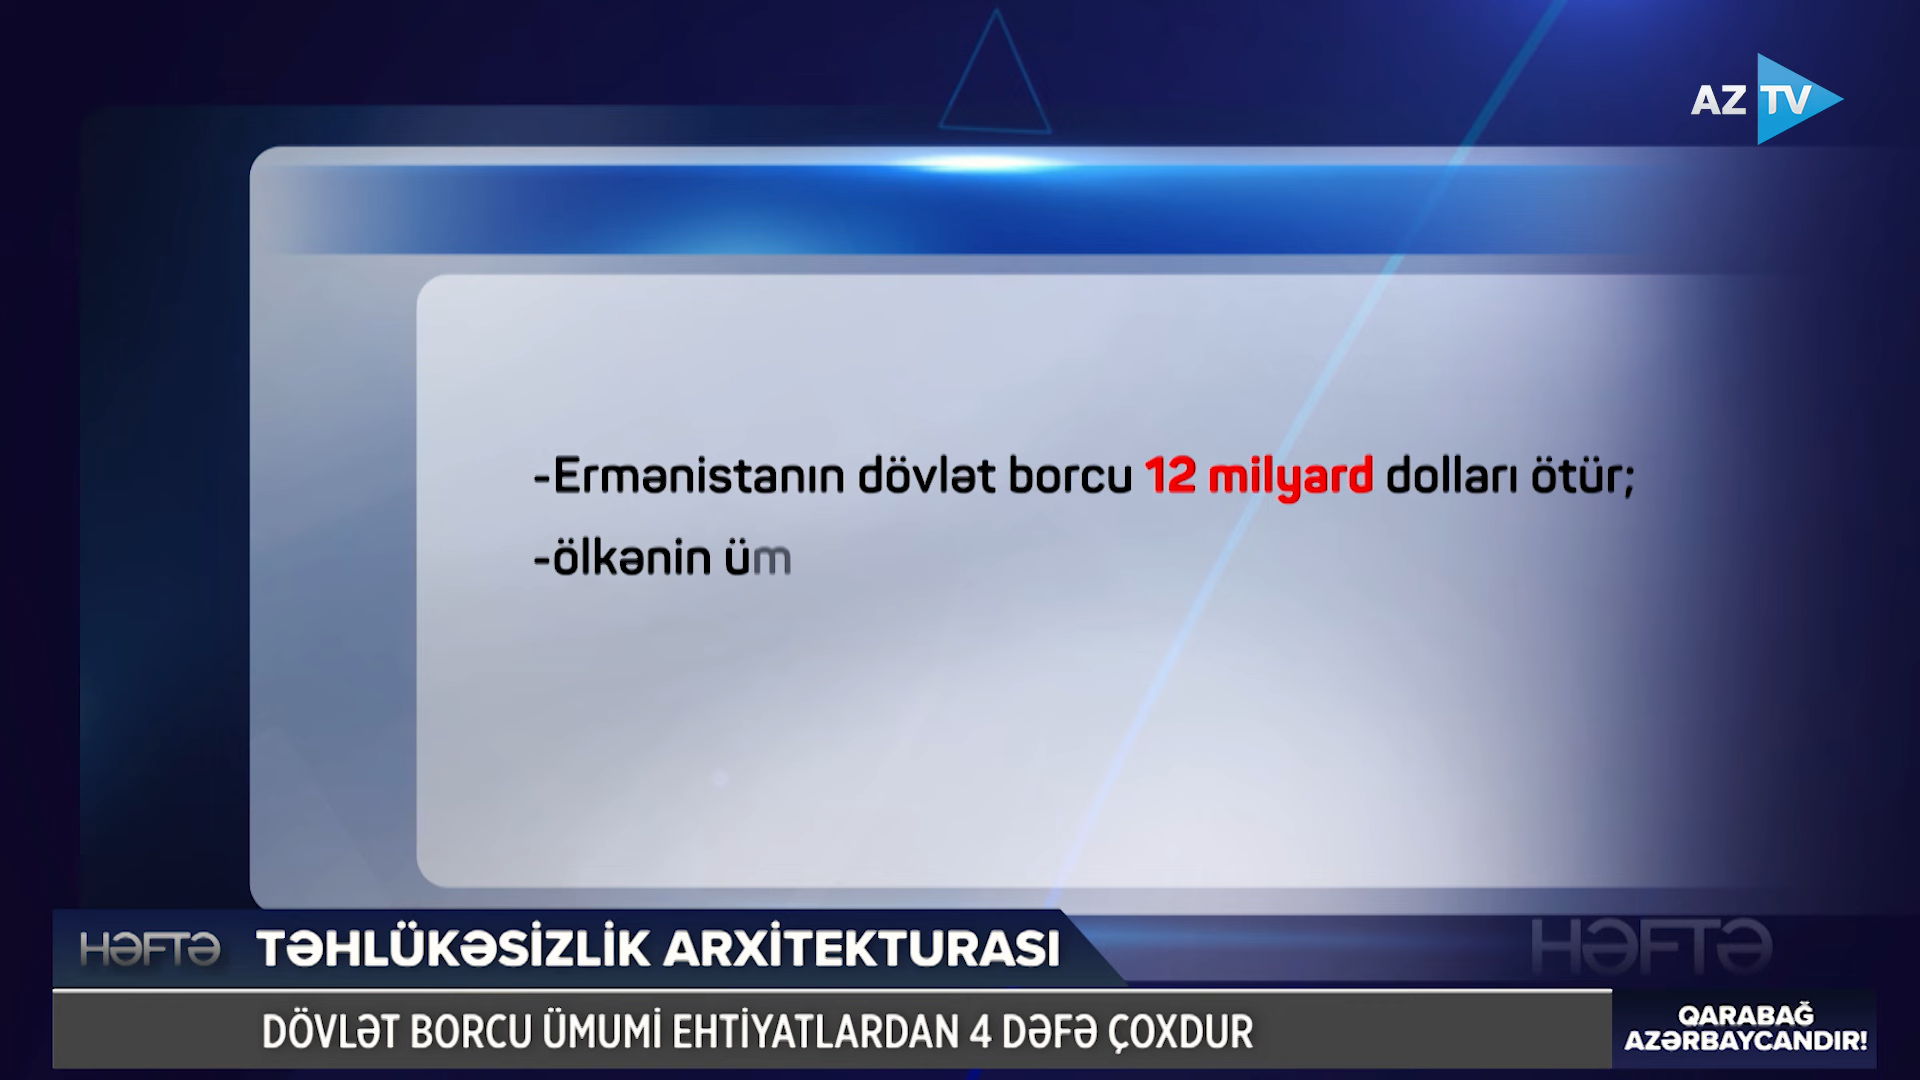 AZ TV
-Ermənistanın dövlət borcu 12 milyard dolları ötür;
-ölkənin üm
HƏFTƏ TƏHLÜKƏSİZLİK ARXİTEKTURASI
HƏFTƏ
DÖVLƏT BORCU ÜMUMİ EHTİYATLARDAN 4 DƏFƏ ÇOXDUR
QARABAĞ
AZƏRBAYCANDIR!